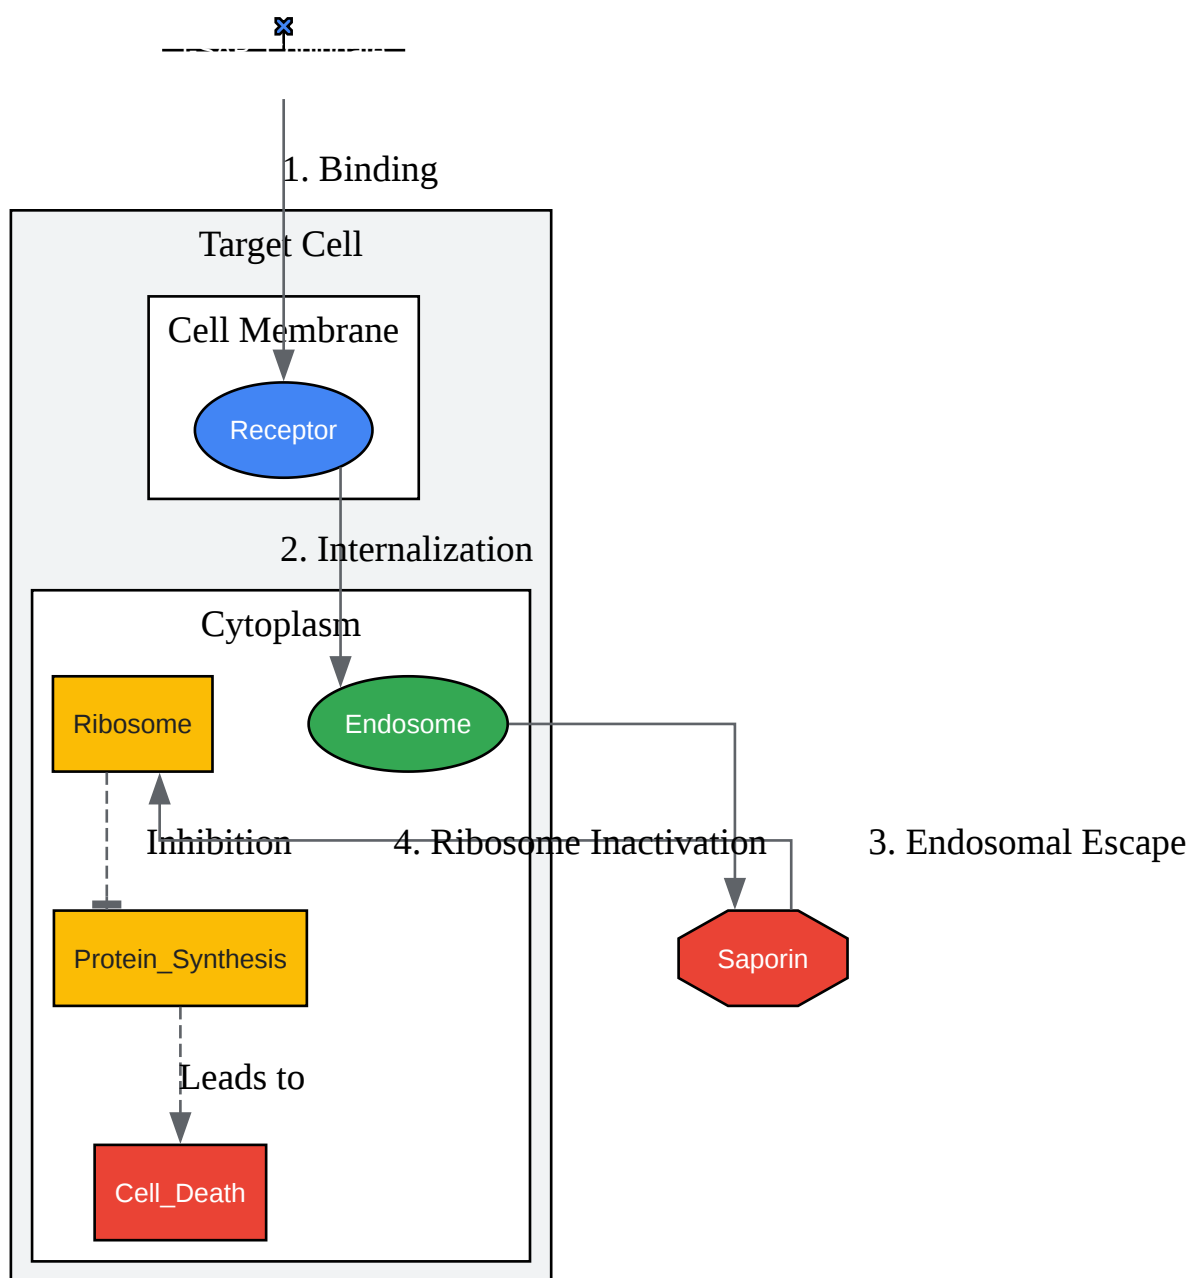 1. Binding
Target Cell
Cell Membrane
Receptor
2. Internalization
Cytoplasm
Ribosome
Endosome
Inhibition
4. Ribosome Inactivation
3. Endosomal Escape
Protein_Synthesis
Saporin
Leads to
Cell_Death